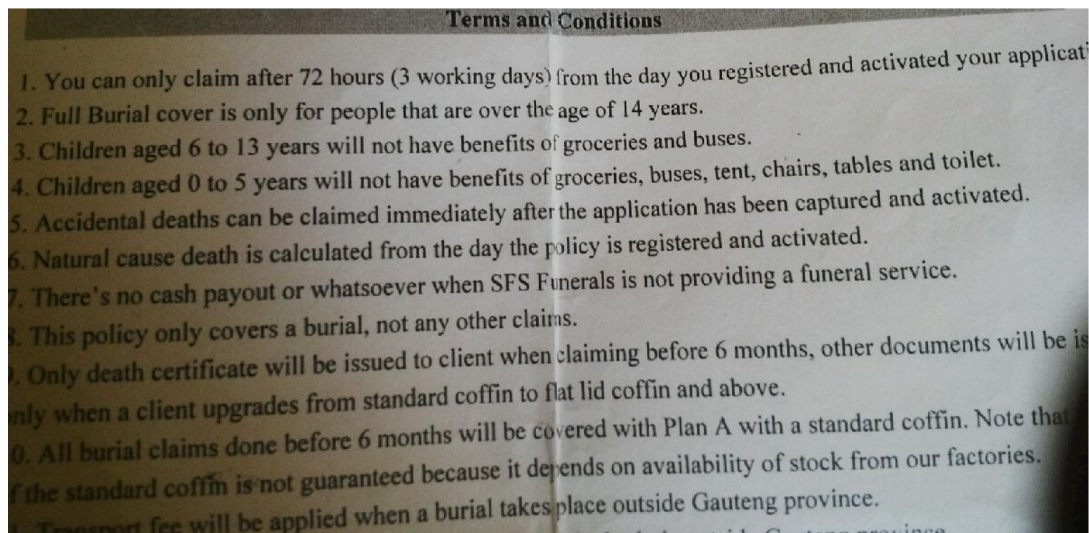 Terms and Conditions
1. You can only claim after 72 hours (3 working days) from the day you registered and activated your applicati
2. Full Burial cover is only for people that are over the age of 14 years.
3. Children aged 6 to 13 years will not have benefits of groceries and buses.
4. Children aged 0 to 5 years will not have benefits of groceries, buses, tent, chairs, tables and toilet.
5. Accidental deaths can be claimed immediately after the application has been captured and activated.
6. Natural cause death is calculated from the day the policy is registered and activated.
7. There's no cash payout or whatsoever when SFS Funerals is not providing a funeral service.
8. This policy only covers a burial, not any other claims.
. Only death certificate will be issued to client when claiming before 6 months, other documents will be is
only when a client upgrades from standard coffin to flat lid coffin and above.
0. All burial claims done before 6 months will be covered with Plan A with a standard coffin. Note that
f the standard coffin is not guaranteed because it depends on availability of stock from our factories.
Transport fee will be applied when a burial takes place outside Gauteng province.